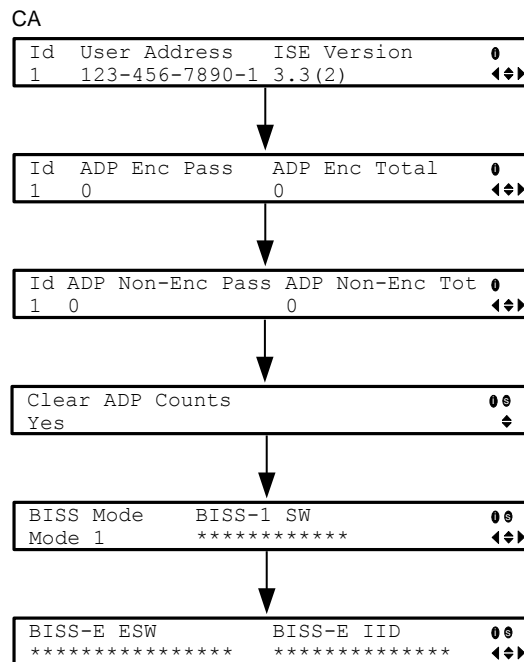 CA
Id User Address ISE Version
1 123-456-7890-1 3.3(2)
Id ADP Enc Pass ADP Enc Total
1 0 0
Id ADP Non-Enc Pass ADP Non-Enc Tot
1 0 0
Clear ADP Counts
Yes
BISS Mode BISS-1 SW
Mode 1 ************
BISS-E ESW BISS-E IID
**************** **************